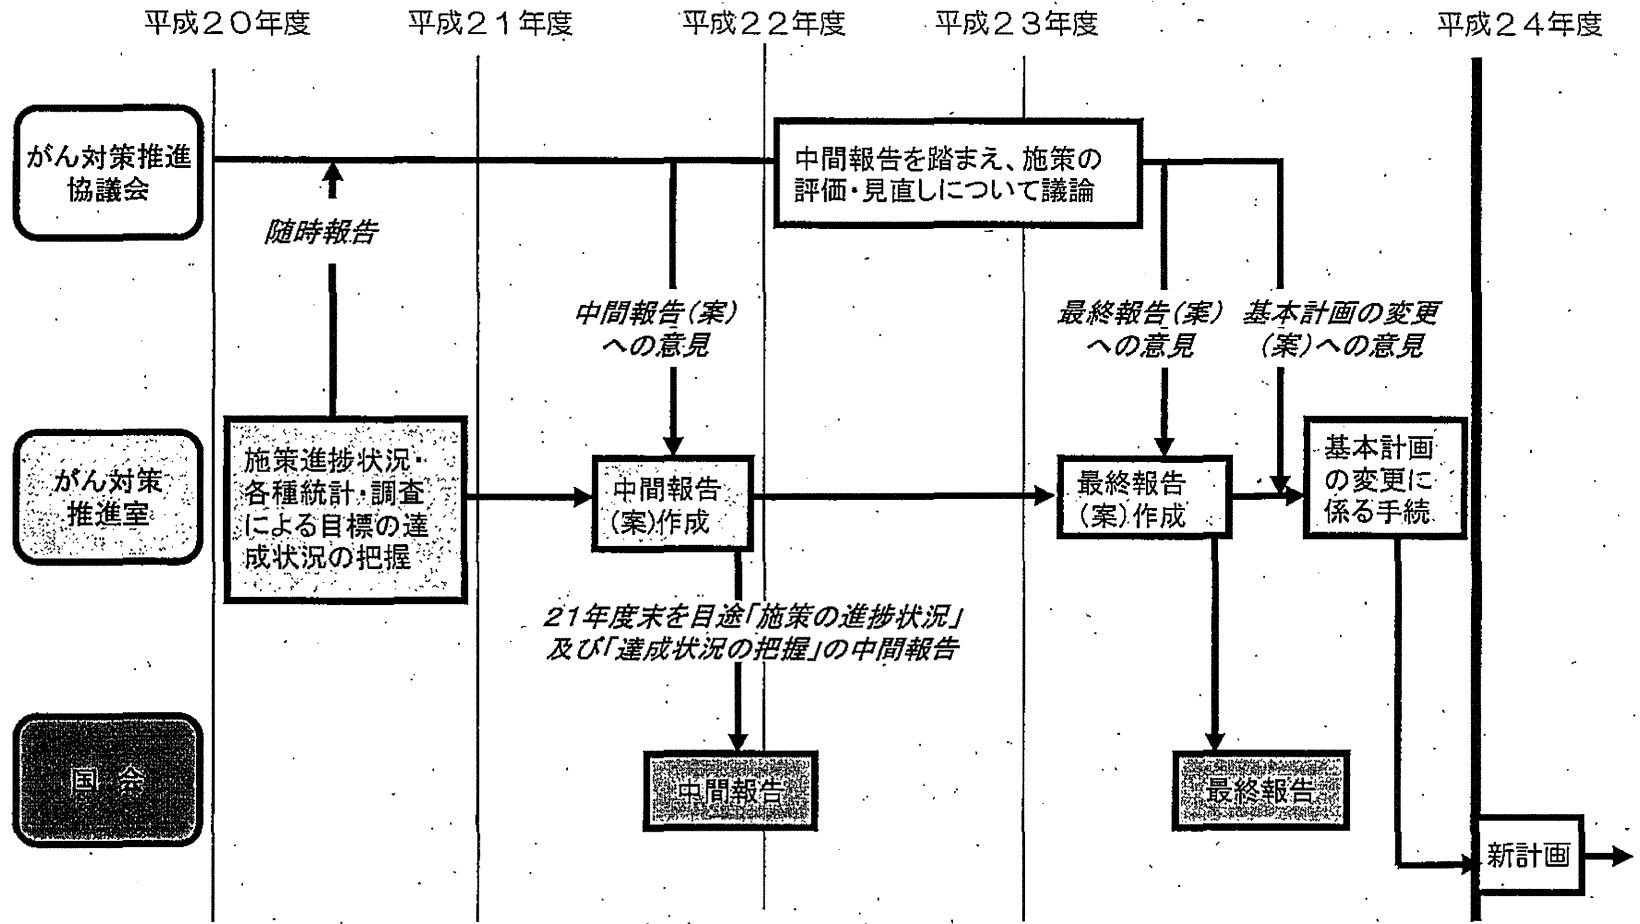 平成20年度
平成21年度
平成22年度
平成23年度
平成24年度
がん対策推進
協議会
中間報告を踏まえ、施策の
評価・見直しについて議論
随時報告
中間報告(案)
への意見
最終報告(案)
への意見
基本計画の変更
(案)への意見
がん対策
推進室
施策進捗状況・
各種統計・調査
による目標の達
成状況の把握
中間報告
(案)作成
最終報告
(案)作成
基本計画
の変更に
係る手続
21年度末を目途「施策の進捗状況」
及び「達成状況の把握」の中間報告
国 会
中間報告
最終報告
新計画